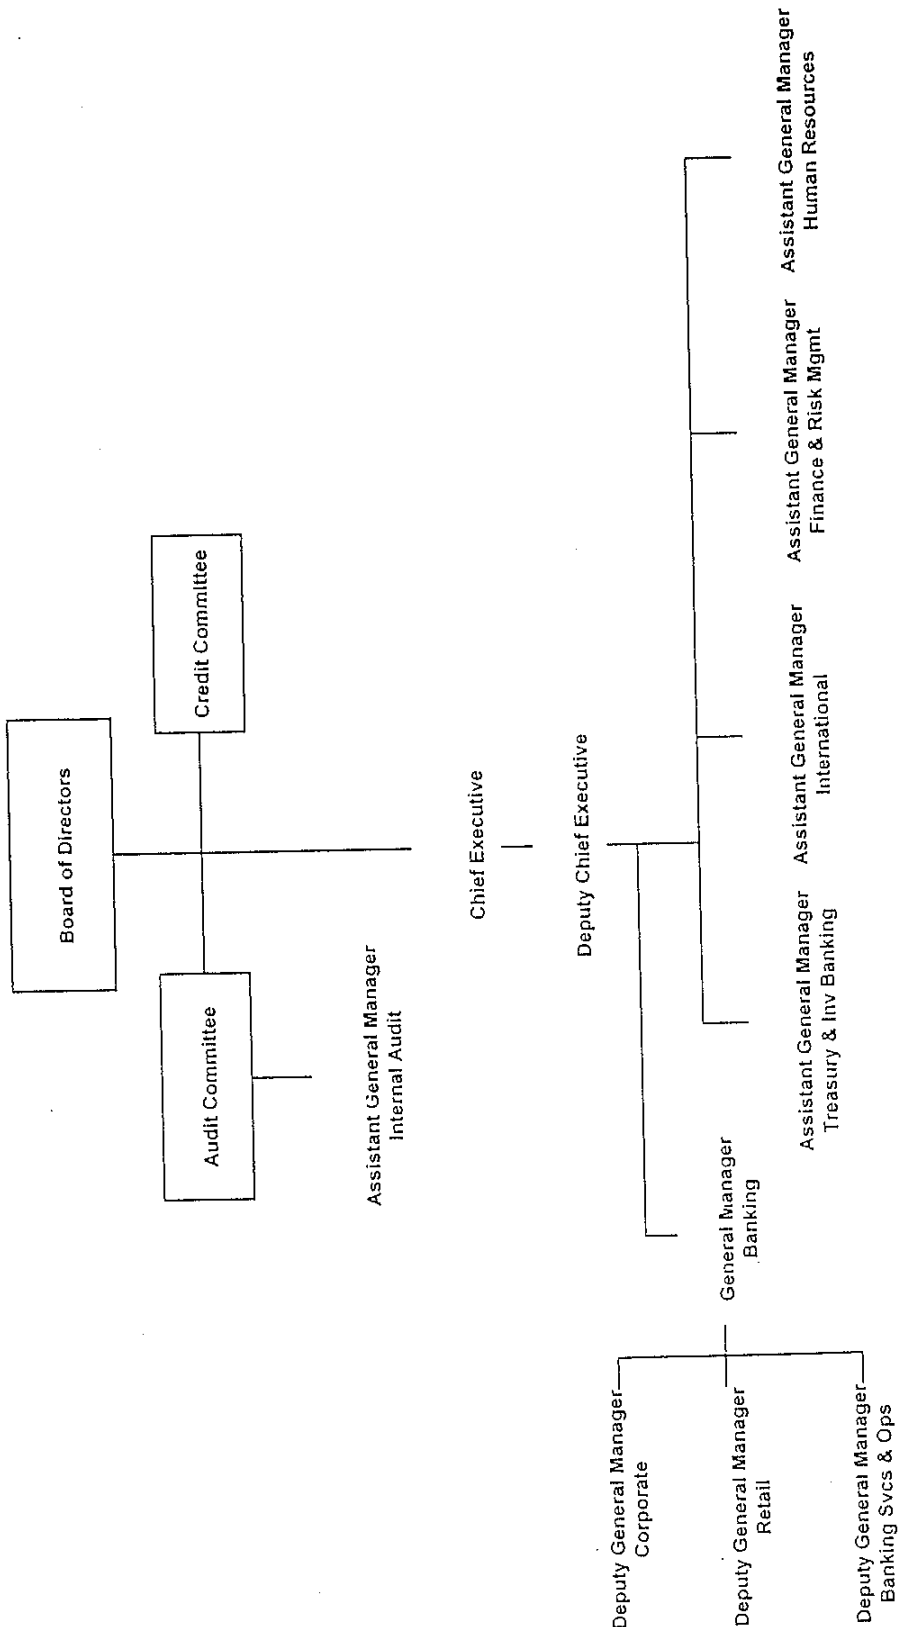 Board of Directors
Audit Committee
Credit Committee
Assistant General Manager
Internal Audit
Chief Executive
Deputy Chief Executive
General Manager
Banking
Assistant General Manager
Treasury & Inv Banking
Assistant General Manager
International
Assistant General Manager
Finance & Risk Mgmt
Assistant General Manager
Human Resources
Deputy General Manager
Corporate
Deputy General Manager
Retail
Deputy General Manager
Banking Svcs & Ops